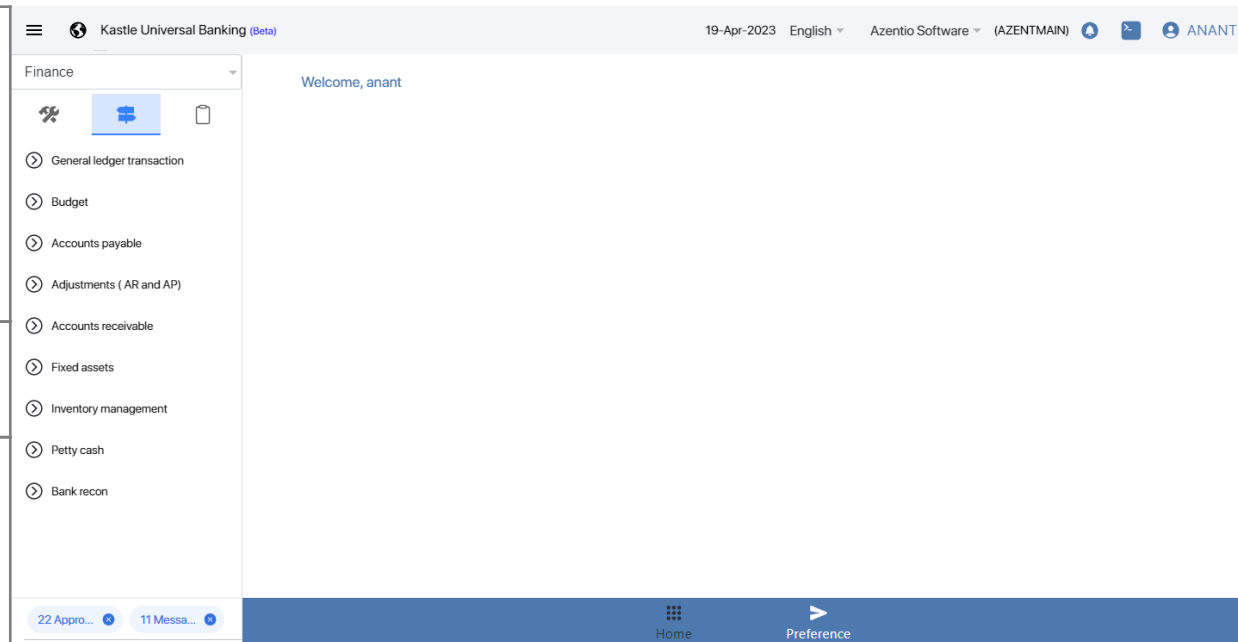 Kastle Universal Banking (Beta) 19-Apr-2023 English Azentio Software (AZENTMAIN) ANANT
Finance
Welcome, anant
General ledger transaction
Budget
Accounts payable
Adjustments ( AR and AP)
Accounts receivable
Fixed assets
Inventory management
Petty cash
Bank recon
22 Appro... 11 Messa...
Home Preference